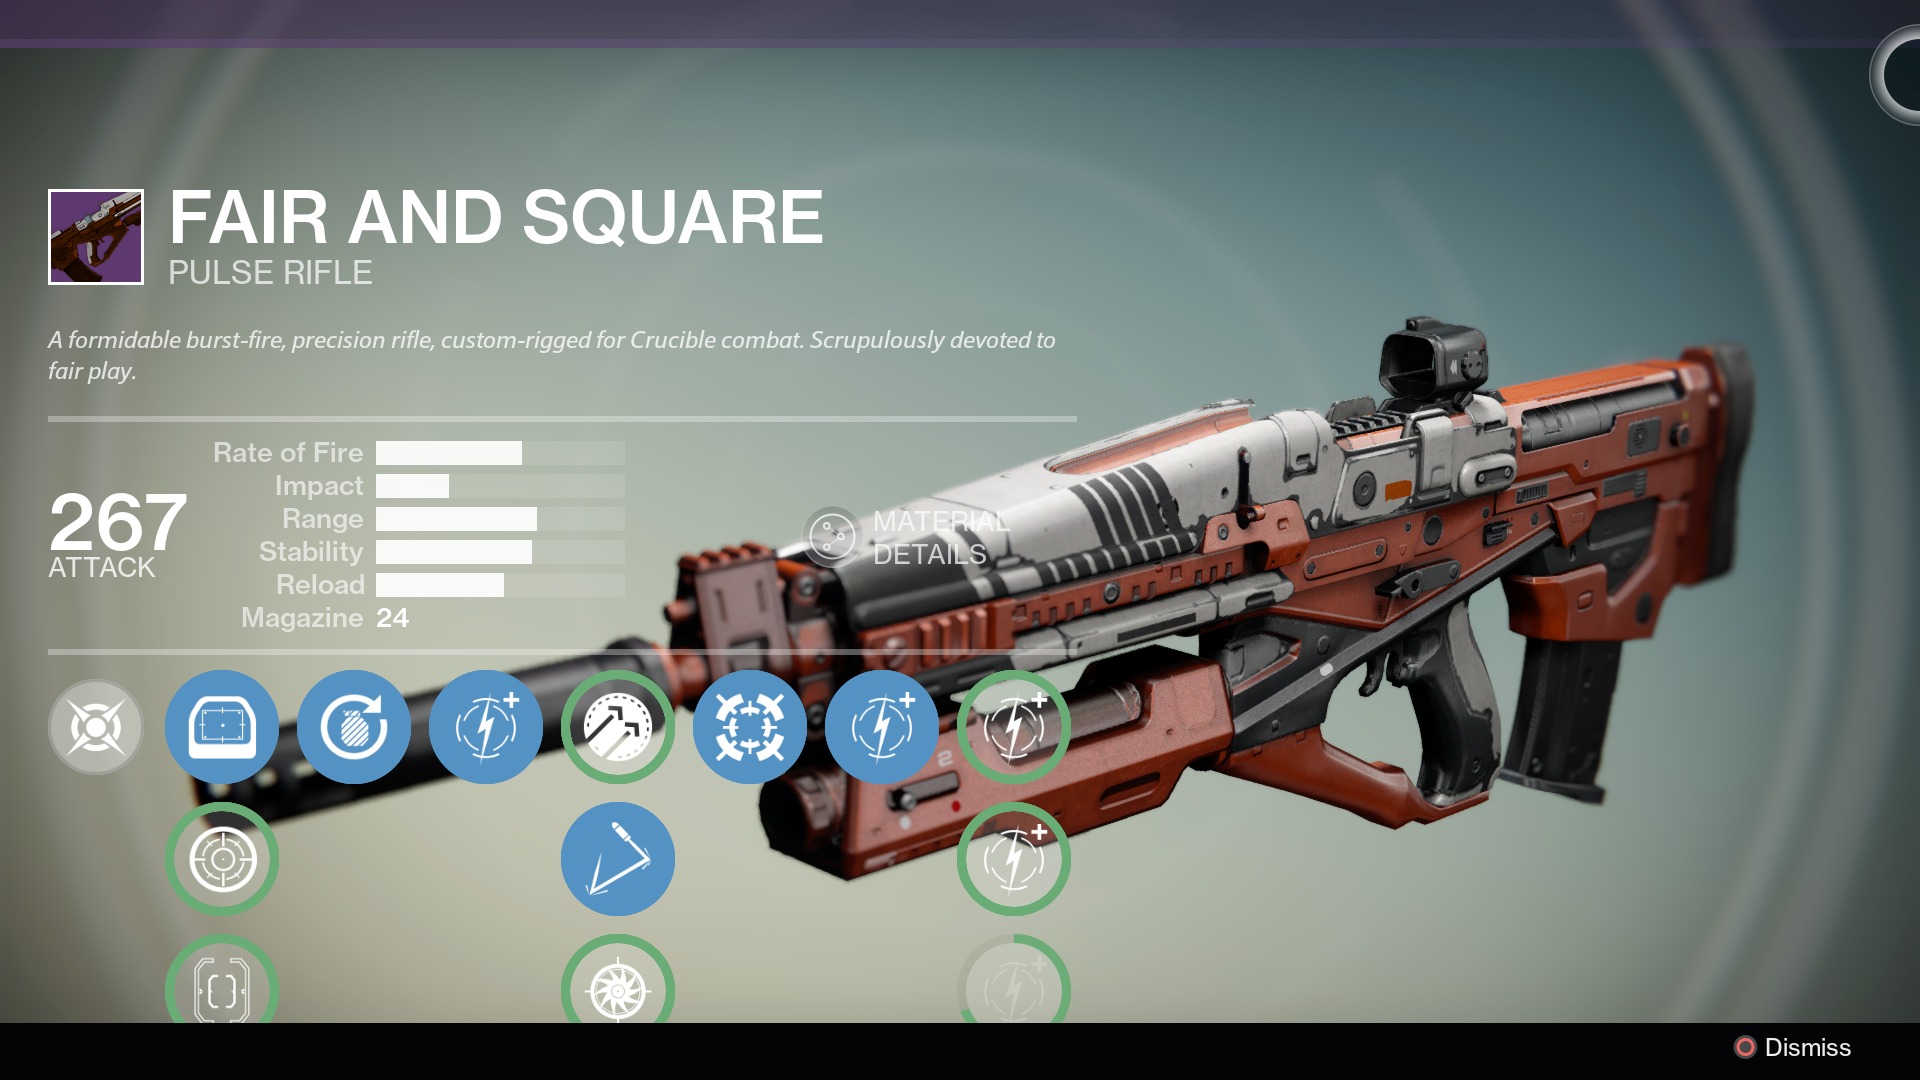 FAIR AND SQUARE
PULSE RIFLE
A formidable burst-fire, precision rifle, custom-rigged for Crucible combat. Scrupulously devoted to
fair play.
267
ATTACK
Rate of Fire
Impact
Range
Stability
Reload
Magazine 24
MATERIAL
DETAILS
2
Dismiss